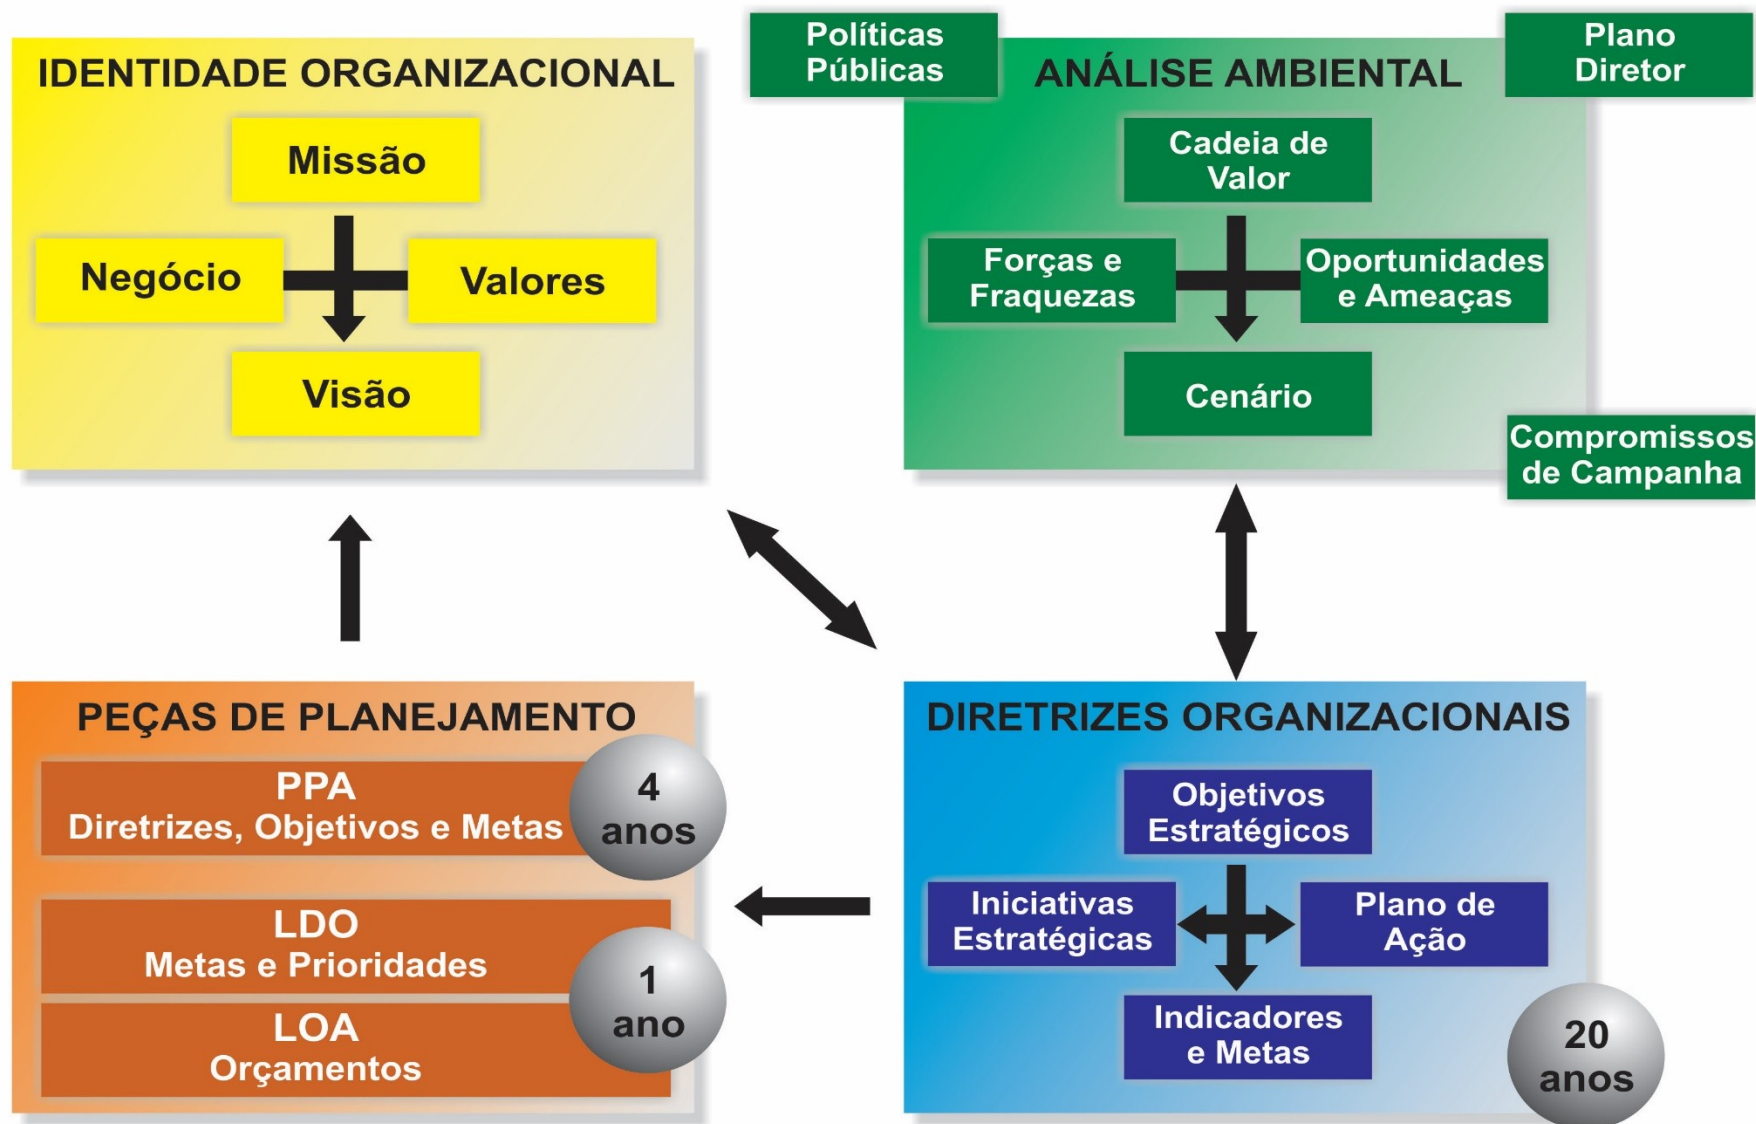 IDENTIDADE ORGANIZACIONAL
Missão
Negócio
Valores
Visão
Políticas
Públicas
ANÁLISE AMBIENTAL
Plano
Diretor
Cadeia de
Valor
Forças e
Fraquezas
Oportunidades
e Ameaças
Cenário
Compromissos
de Campanha
PEÇAS DE PLANEJAMENTO
PPA
Diretrizes, Objetivos e Metas
4
anos
LDO
Metas e Prioridades
1
ano
LOA
Orçamentos
DIRETRIZES ORGANIZACIONAIS
Objetivos
Estratégicos
Iniciativas
Estratégicas
Plano de
Ação
Indicadores
e Metas
20
anos